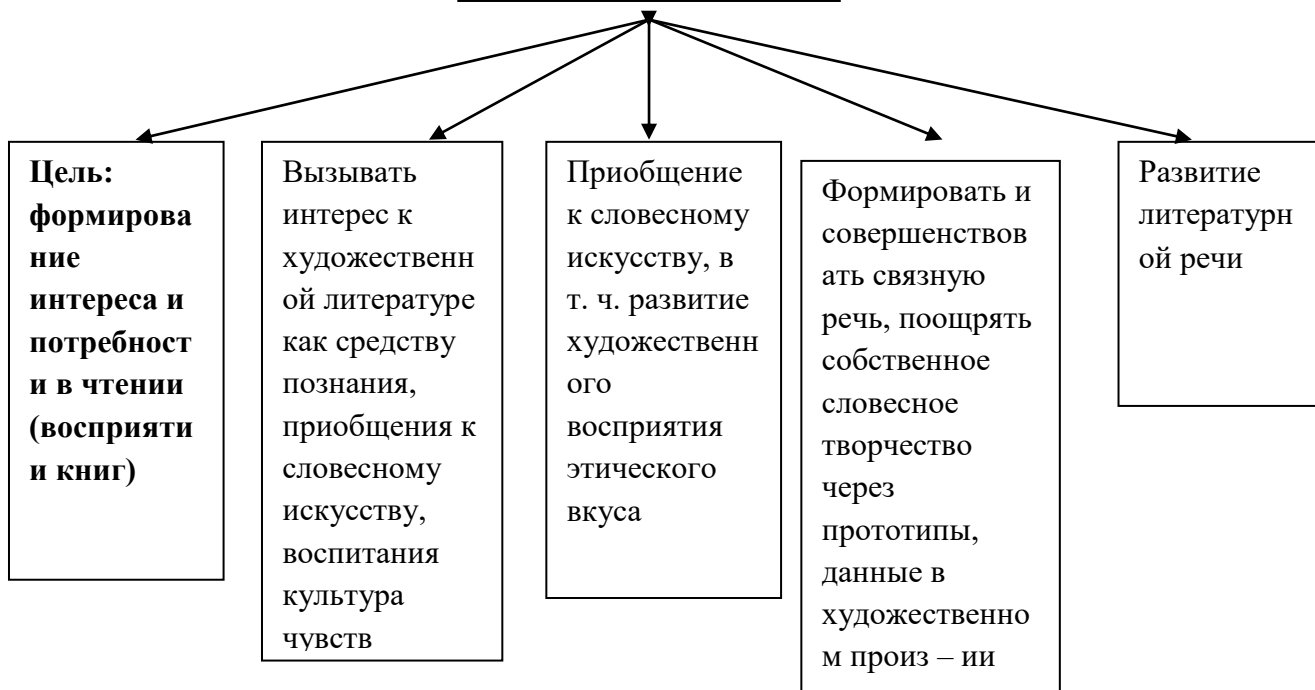 Цель:
формирова
ние
интереса и
потребност
и в чтении
(восприяти
и книг)
Вызывать
интерес к
художественн
ой литературе
как средству
познания,
приобщения к
словесному
искусству,
воспитания
культура
чувств
Приобщение
к словесному
искусству, в
т. ч. развитие
художественн
ого
восприятия
этического
вкуса
Формировать и
совершенствов
ать связную
речь, поощрять
собственное
словесное
творчество
через
прототипы,
данные в
художественно
м произ – ии
Развитие
литературн
ой речи